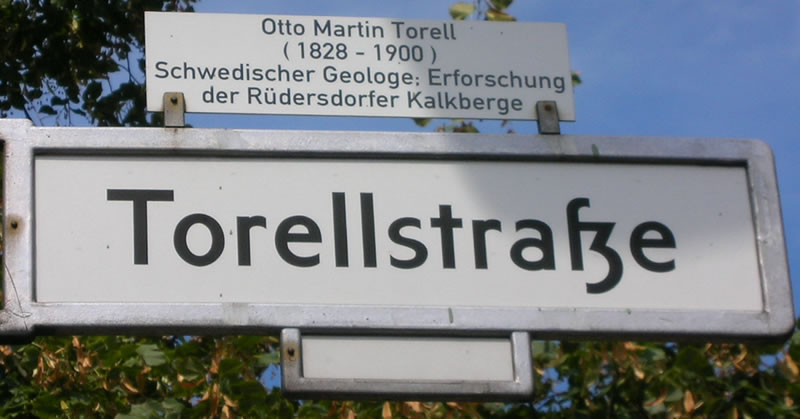 Otto Martin Torell
( 1828 - 1900 )
Schwedischer Geologe; Erforschung
der Rüdersdorfer Kalkberge
Torellstraße